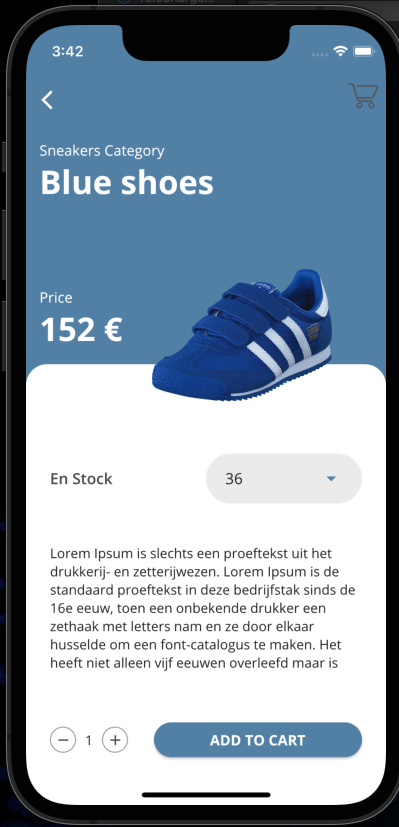 3:42
Sneakers Category
Blue shoes
Price
152 €
En Stock
36
Lorem Ipsum is slechts een proeftekst uit het
drukkerij- en zetterijwezen. Lorem Ipsum is de
standaard proeftekst in deze bedrijfstak sinds de
16e eeuw, toen een onbekende drukker een
zethaak met letters nam en ze door elkaar
husselde om een font-catalogus te maken. Het
heeft niet alleen vijf eeuwen overleefd maar is
1
ADD TO CART